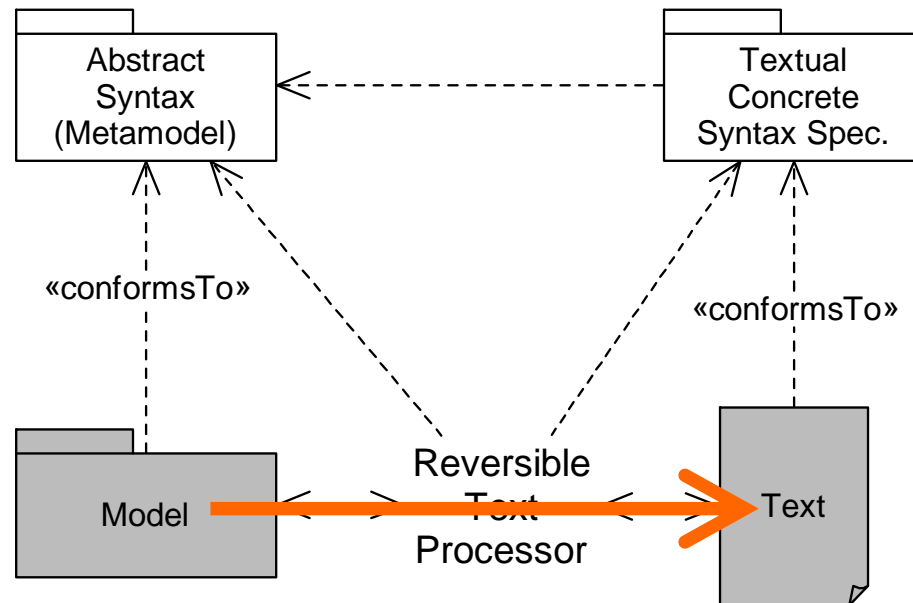 Abstract
Syntax
(Metamodel)
Textual
Concrete
Syntax Spec.
«conformsTo»
«conformsTo»
Model
Reversible
Text
Processor
Text